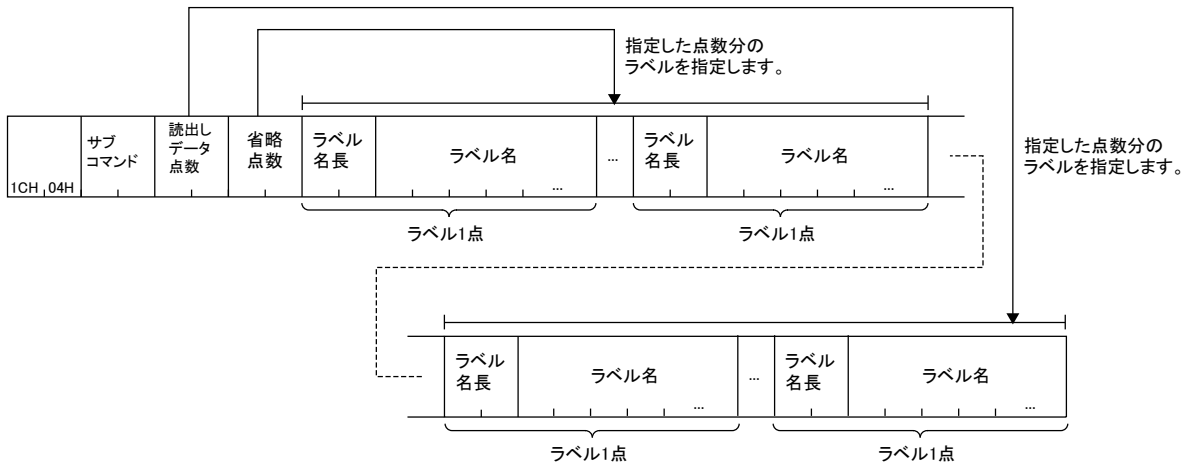 指定した点数分の
ラベルを指定します。
1CH 04H
サブ
コマンド
読出し
データ
点数
省略
点数
ラベル
名長
ラベル名
...
...
ラベル
名長
ラベル名
...
ラベル1点
ラベル1点
指定した点数分の
ラベルを指定します。
ラベル
名長
ラベル名
...
...
ラベル
名長
ラベル名
...
ラベル1点
ラベル1点